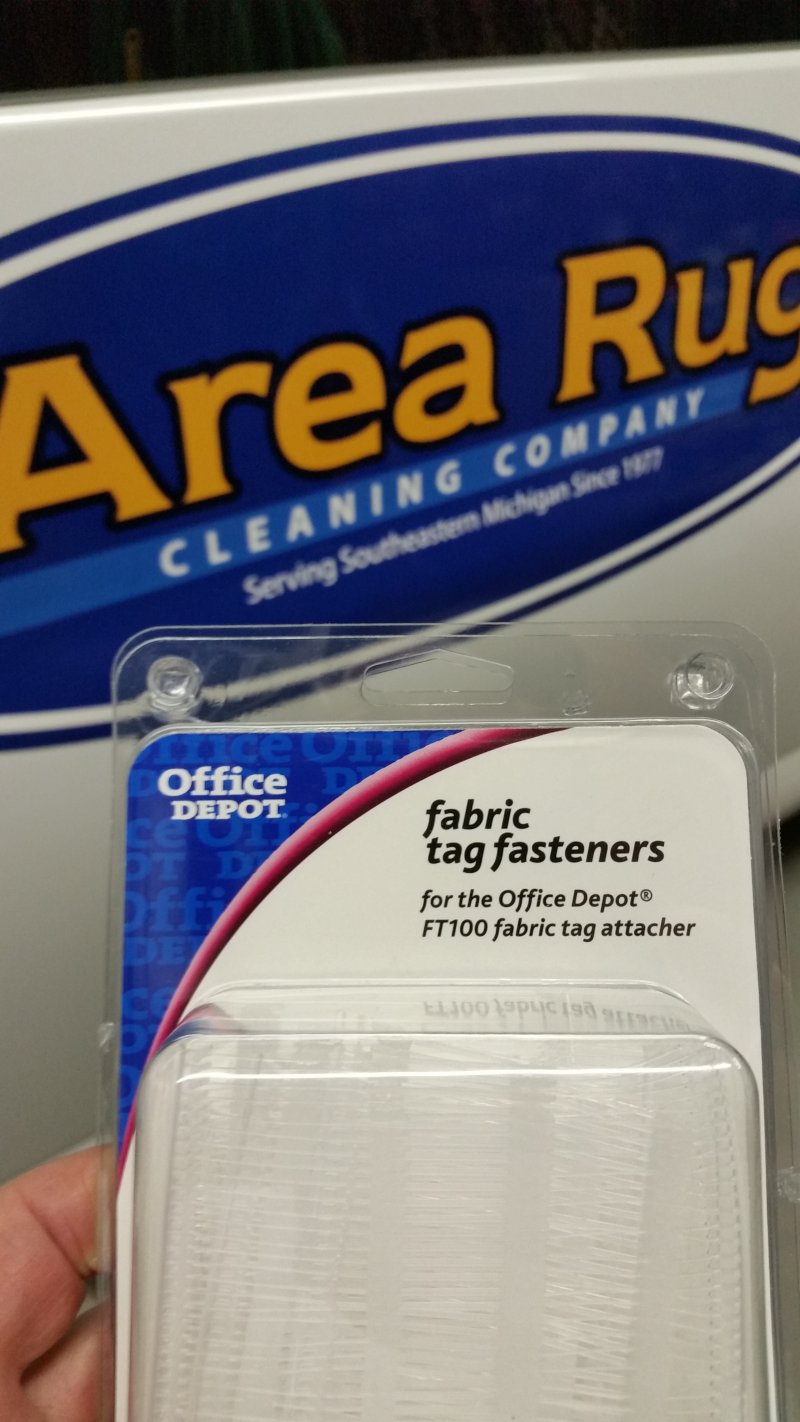 Area Rug
CLEANING COMPANY
Serving Southeastern Michigan Since 1977
Office
DEPOT
fabric
tag fasteners
for the Office Depot®
FT100 fabric tag attacher